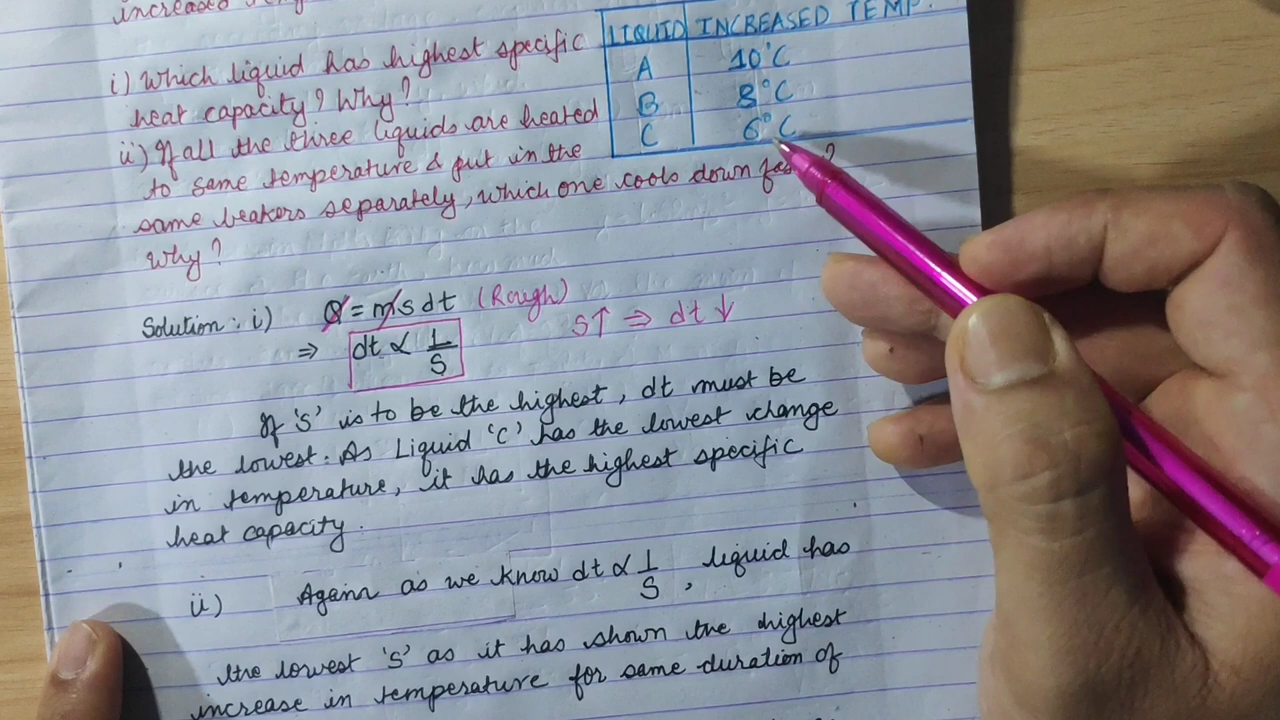 LIQUID INCREASED TEMP.
A 10°C
B 8°C
C 6°C
i) Which liquid has highest specific
heat capacity? Why?
ii) If all the three liquids are heated
to same temperature & put in the
same beakers separately, which one cools down
Why?
Solution: i) Q = msdt (Rough)
S↑ ⇒ dt↓
⇒ dt ∝ 1/S
If 'S' is to be the highest, dt must be
the lowest. As Liquid 'C' has the lowest change
in temperature, it has the highest specific
heat capacity.
ii) Again as we know dt ∝ 1/S, liquid has
the lowest 'S' as it has shown the highest
increase in temperature for same duration of